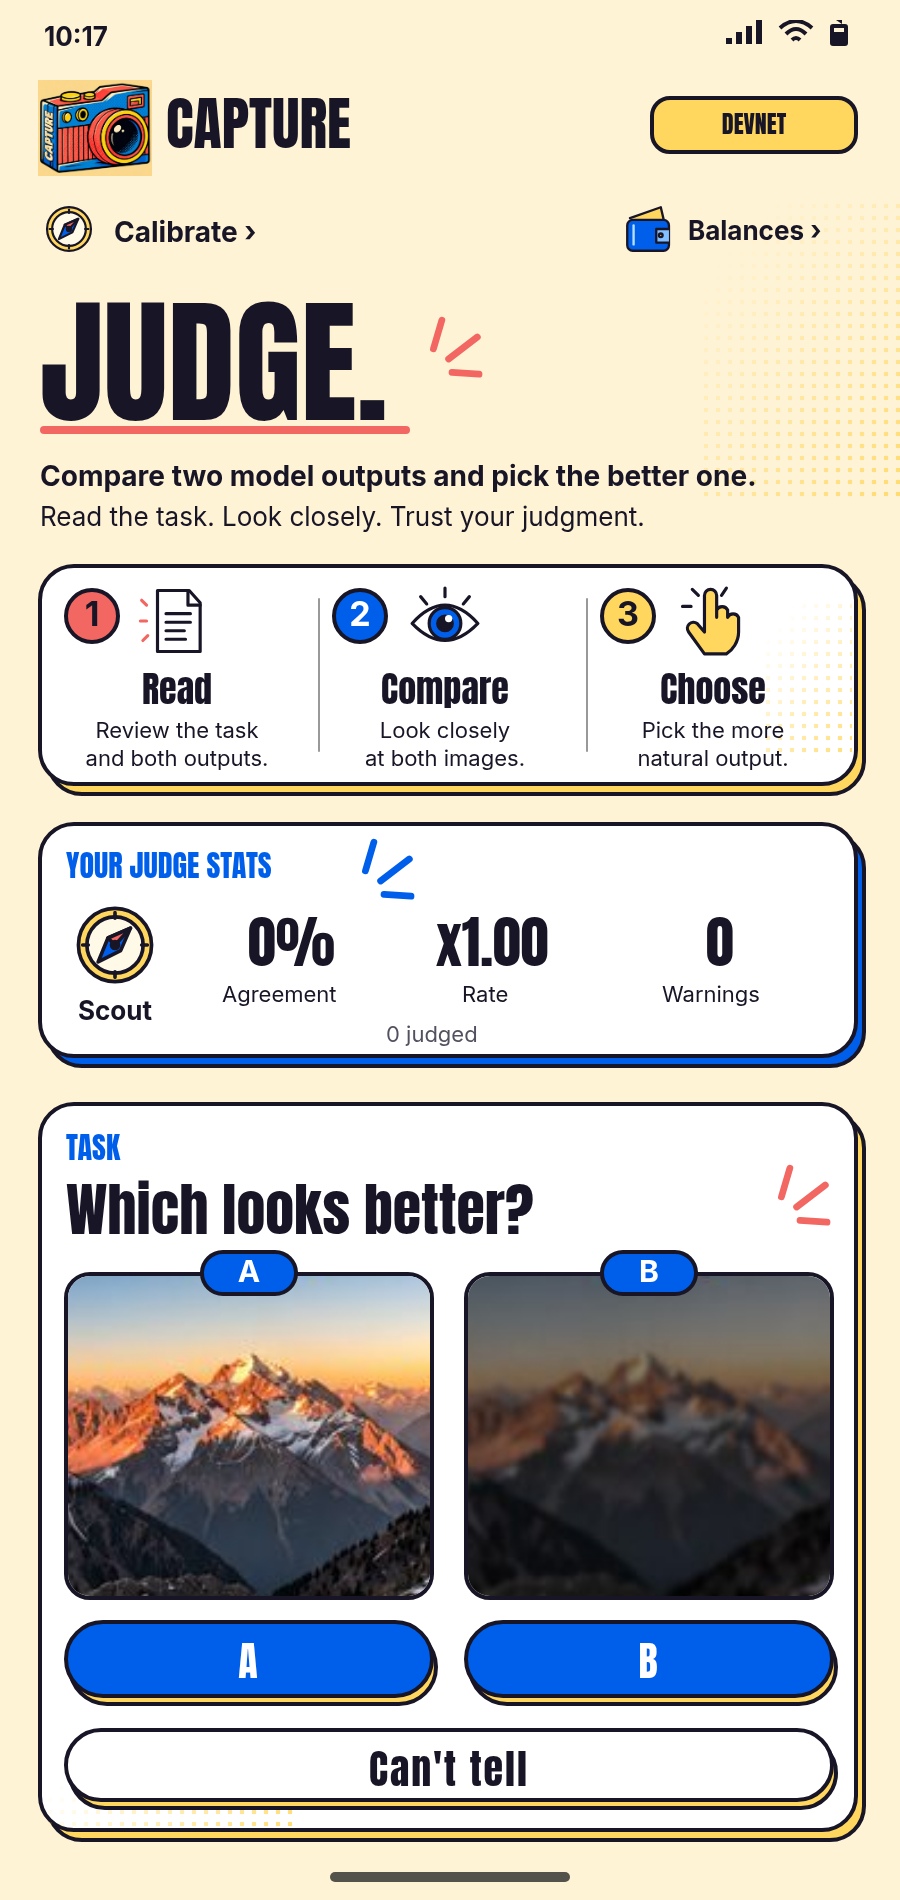 10:17
CAPTURE
CAPTURE
DEVNET
Calibrate ›
Balances ›
JUDGE.
Compare two model outputs and pick the better one.
Read the task. Look closely. Trust your judgment.
1
2
3
Read
Compare
Choose
Review the task
and both outputs.
Look closely
at both images.
Pick the more
natural output.
YOUR JUDGE STATS
Scout
0%
Agreement
x1.00
Rate
0
Warnings
0 judged
TASK
Which looks better?
A
B
A
B
Can't tell